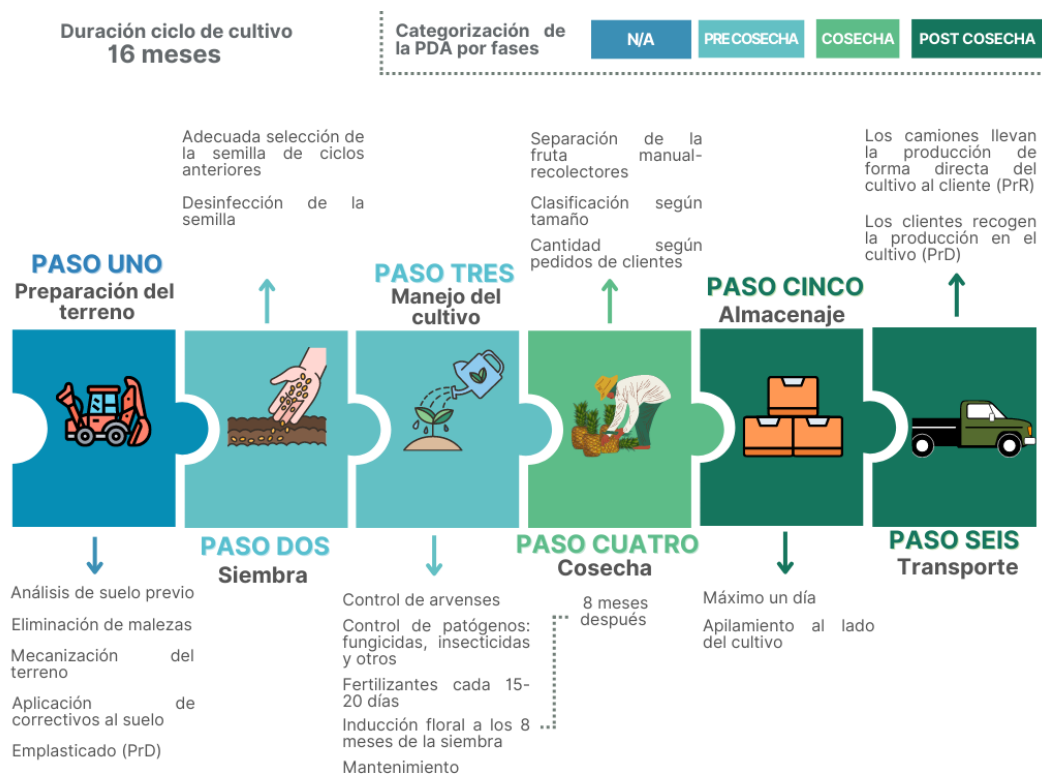 Duración ciclo de cultivo
16 meses
Categorización de
la PDA por fases
N/A
PRE COSECHA
COSECHA
POST COSECHA
Adecuada selección de
la semilla de ciclos
anteriores
Desinfección de la
semilla
Separación de la
fruta manual-
recolectores
Clasificación según
tamaño
Cantidad según
pedidos de clientes
Los camiones llevan
la producción de
forma directa del
cultivo al cliente (PrR)
Los clientes recogen
la producción en el
cultivo (PrD)
PASO UNO
Preparación del
terreno
PASO TRES
Manejo del
cultivo
PASO CINCO
Almacenaje
PASO DOS
Siembra
PASO CUATRO
Cosecha
PASO SEIS
Transporte
Análisis de suelo previo
Eliminación de malezas
Mecanización del
terreno
Aplicación de
correctivos al suelo
Emplasticado (PrD)
Control de arvenses
Control de patógenos:
fungicidas, insecticidas
y otros
Fertilizantes cada 15-
20 días
Inducción floral a los 8
meses de la siembra
Mantenimiento
8 meses
después
Máximo un día
Apilamiento al lado
del cultivo